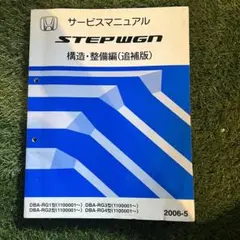 サービスマニュアル
STEPWGN
構造・整備編(追補版)
DBA-RG1型(1100001〜) DBA-RG3型(1100001〜)
DBA-RG2型(1100001〜) DBA-RG4型(1100001〜)
2006-5